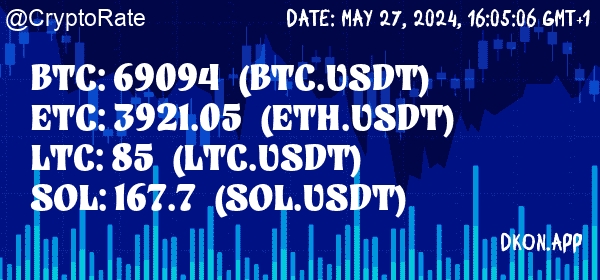 @CryptoRate
DATE: MAY 27, 2024, 16:05:06 GMT+1
BTC: 69094 (BTC.USDT)
ETC: 3921.05 (ETH.USDT)
LTC: 85 (LTC.USDT)
SOL: 167.7 (SOL.USDT)
DKON.APP